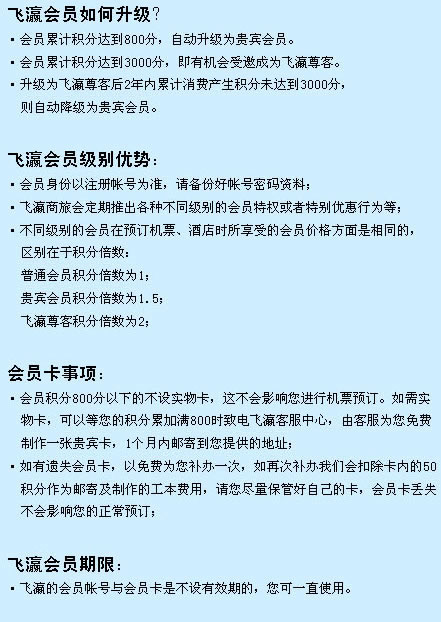 飞瀛会员如何升级?
·会员累计积分达到800分，自动升级为贵宾会员。
·会员累计积分达到3000分，即有机会受邀成为飞瀛尊客。
·升级为飞瀛尊客后2年内累计消费产生积分未达到3000分，
则自动降级为贵宾会员。
飞瀛会员级别优势：
·会员身份以注册帐号为准，请备份好帐号密码资料；
·飞瀛商旅会定期推出各种不同级别的会员特权或者特别优惠行为等；
·不同级别的会员在预订机票、酒店时所享受的会员价格方面是相同的，
区别在于积分倍数：
普通会员积分倍数为1；
贵宾会员积分倍数为1.5；
飞瀛尊客积分倍数为2；
会员卡事项：
·会员积分800分以下的不设实物卡，这不会影响您进行机票预订。如需实
物卡，可以等您的积分累加满800时致电飞瀛客服中心，由客服为您免费
制作一张贵宾卡，1个月内邮寄到您提供的地址；
·如有遗失会员卡，以免费为您补办一次，如再次补办我们会扣除卡内的50
积分作为邮寄及制作的工本费用，请您尽量保管好自己的卡，会员卡丢失
不会影响您的正常预订；
飞瀛会员期限：
·飞瀛的会员帐号与会员卡是不设有效期的，您可一直使用。